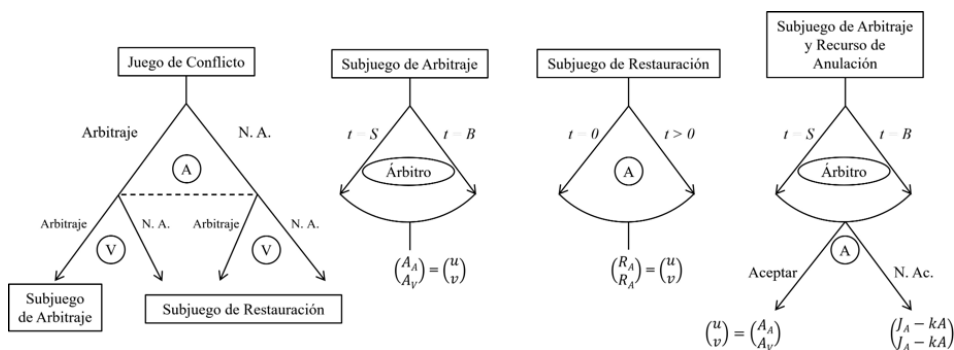 Juego de Conflicto
Arbitraje
N. A.
A
Arbitraje
N. A.
Arbitraje
N. A.
V
V
Subjuego
de Arbitraje
Subjuego de Restauración
Subjuego de Arbitraje
t = S
t = B
Árbitro
(A_A A_V) = (u v)
Subjuego de Restauración
t = 0
t > 0
A
(R_A R_A) = (u v)
Subjuego de Arbitraje
y Recurso de
Anulación
t = S
t = B
Árbitro
A
Aceptar
N. Ac.
(u v) = (A_A A_V)
(J_A − kA J_A − kA)